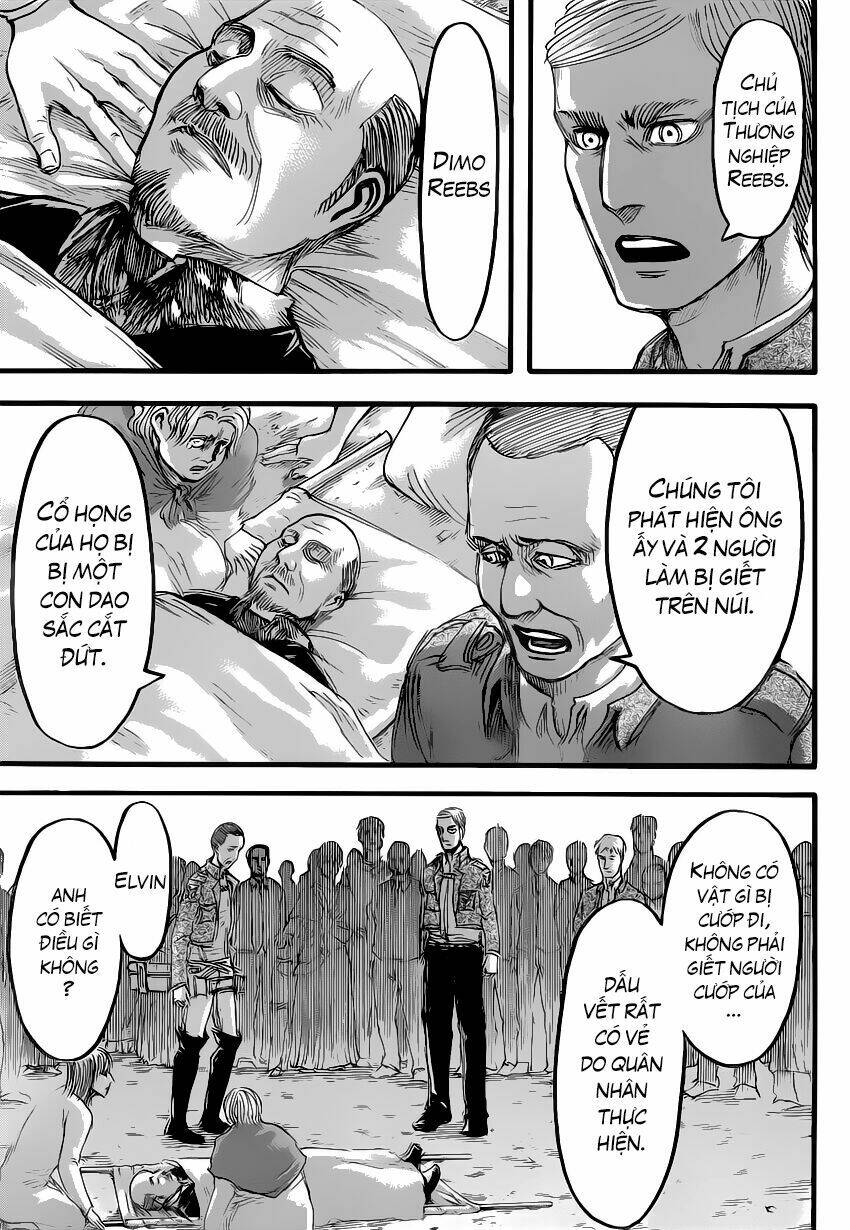 CHỦ
TỊCH CỦA
THƯƠNG
NGHIỆP
REEBS.
DIMO
REEBS
CHÚNG TÔI
PHÁT HIỆN ÔNG
ẤY VÀ 2 NGƯỜI
LÀM BỊ GIẾT
TRÊN NÚI.
CỔ HỌNG
CỦA HỌ BỊ
BỊ MỘT
CON DAO
SẮC CẮT
ĐỨT.
KHÔNG CÓ
VẬT GÌ BỊ
CƯỚP ĐI,
KHÔNG PHẢI
GIẾT NGƯỜI
CƯỚP CỦA
...
DẤU
VẾT RẤT
CÓ VẺ
DO QUÂN
NHÂN
THỰC
HIỆN.
ELVIN
ANH
CÓ BIẾT
ĐIỀU GÌ
KHÔNG
?